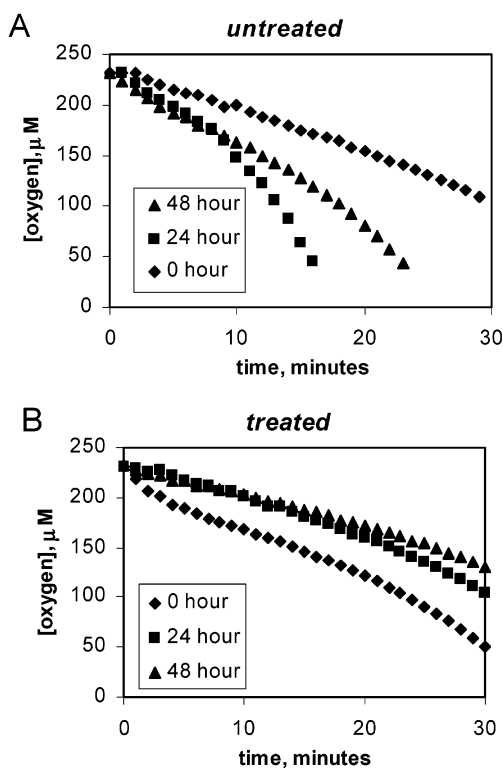 A
untreated
250
200
150
100
50
0
[oxygen], μM
48 hour
24 hour
0 hour
0
10
20
30
time, minutes
B
treated
250
200
150
100
50
0
[oxygen], μM
0 hour
24 hour
48 hour
0
10
20
30
time, minutes